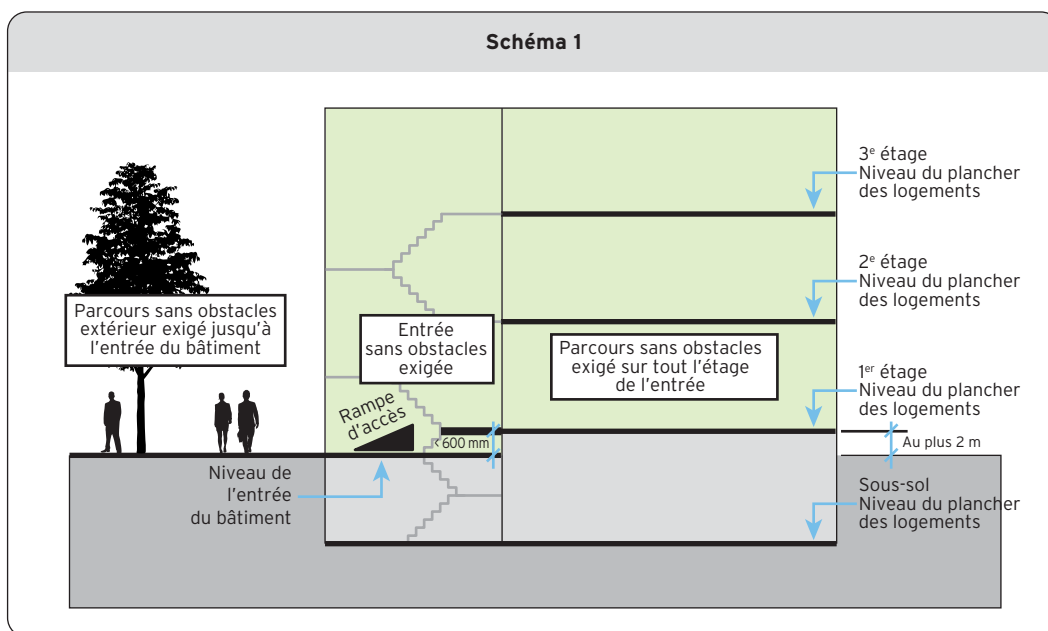 Schéma 1
3e étage
Niveau du plancher
des logements
2e étage
Niveau du plancher
des logements
Parcours sans obstacles
extérieur exigé jusqu'à
l'entrée du bâtiment
Entrée
sans obstacles
exigée
Parcours sans obstacles
exigé sur tout l'étage
de l'entrée
1er étage
Niveau du plancher
des logements
Rampe
d'accès
< 600 mm
Au plus 2 m
Niveau de
l'entrée
du bâtiment
Sous-sol
Niveau du plancher
des logements